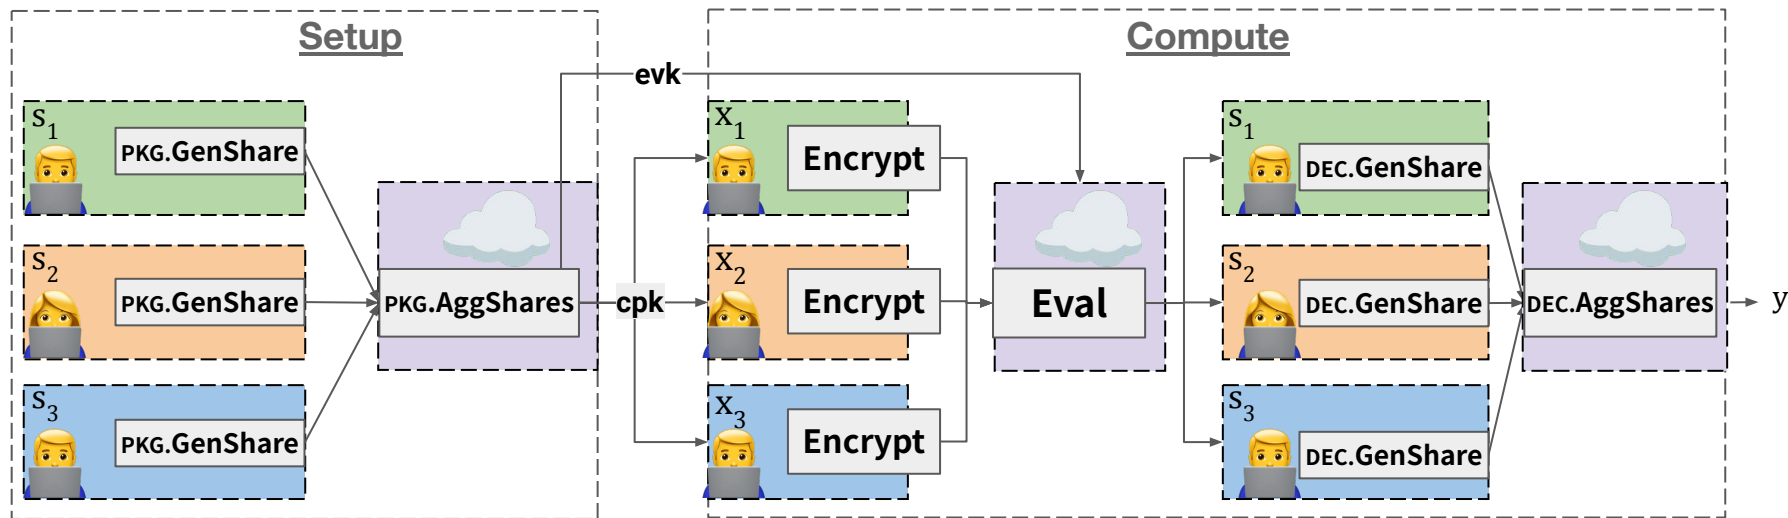 Setup
S1
PKG.GenShare
S2
PKG.GenShare
S3
PKG.GenShare
PKG.AggShares
evk
cpk
Compute
X1
Encrypt
X2
Encrypt
X3
Encrypt
Eval
S1
DEC.GenShare
S2
DEC.GenShare
S3
DEC.GenShare
DEC.AggShares
y